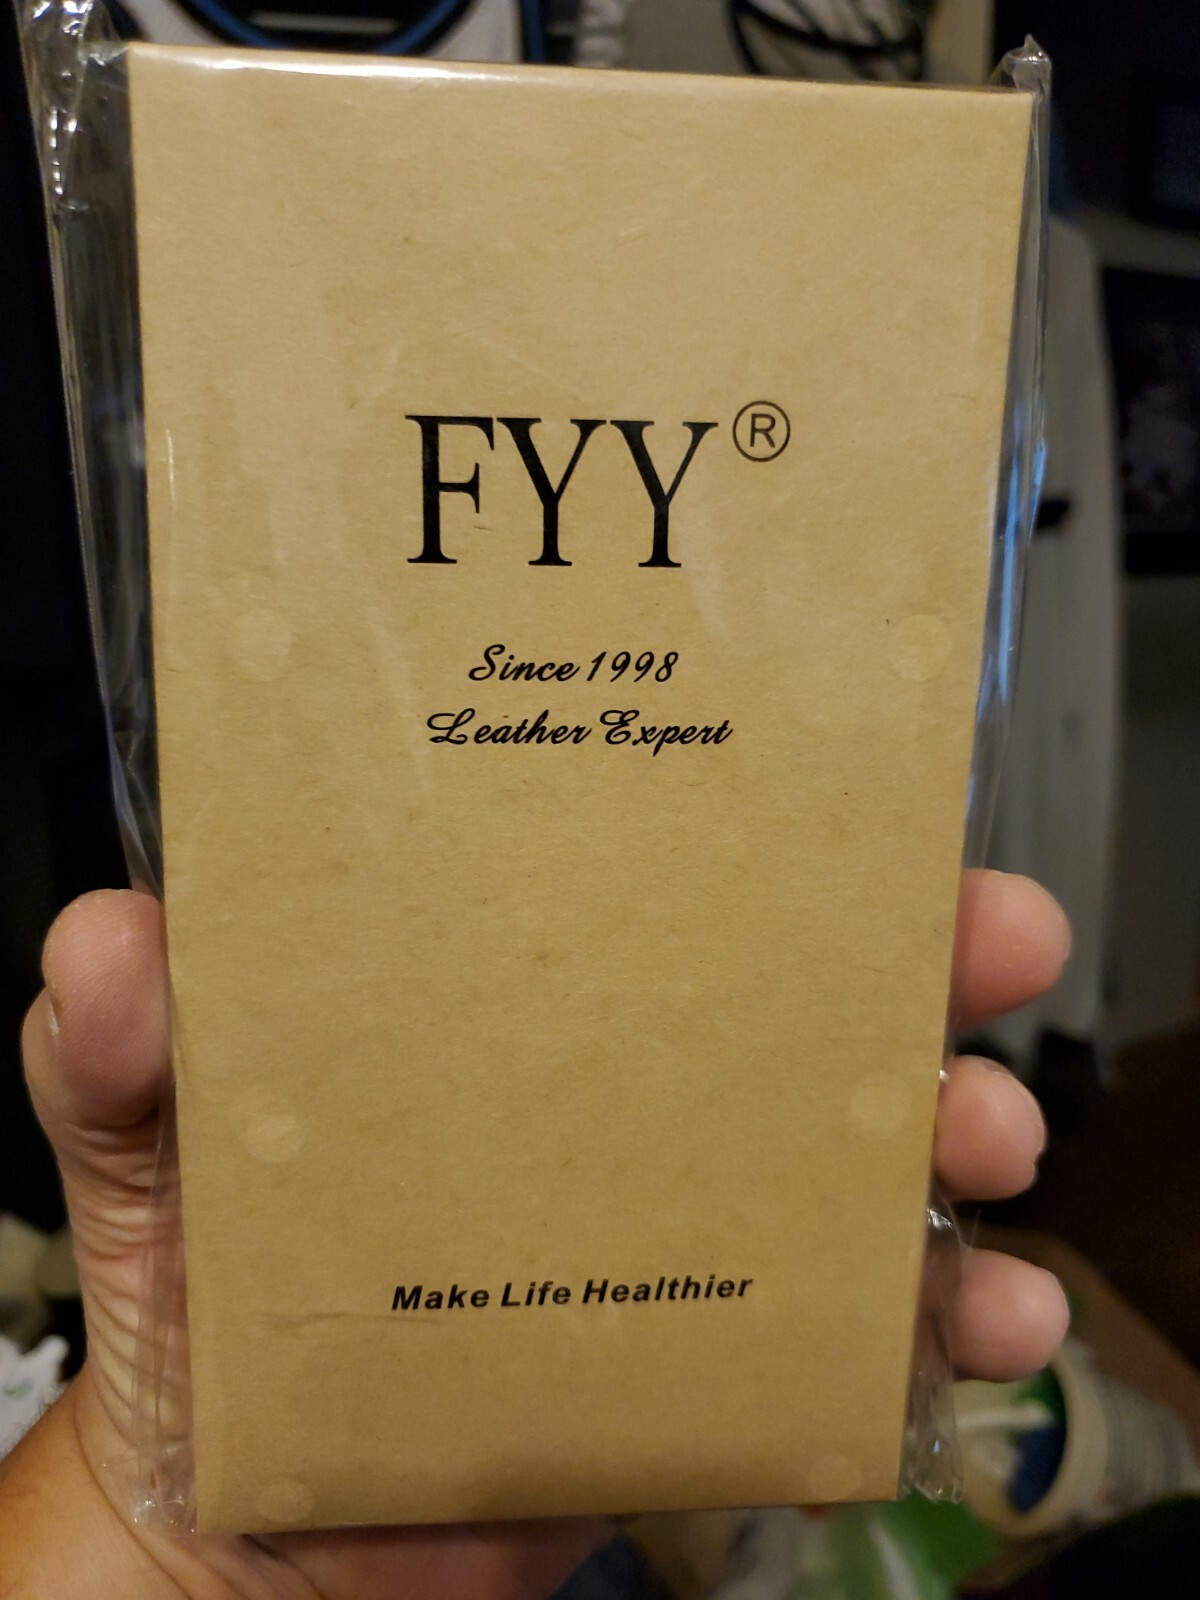 FYY®
Since 1998
Leather Expert
Make Life Healthier